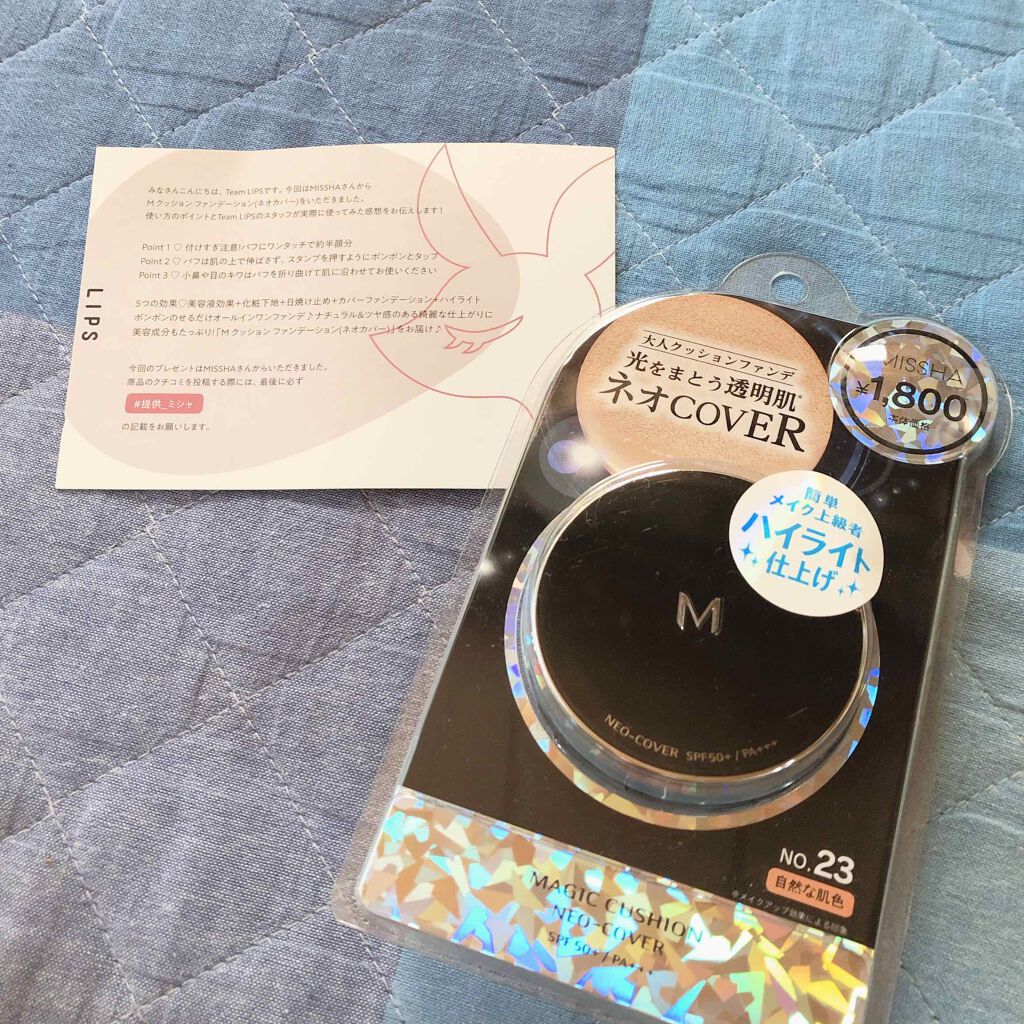 LIPS
みなさんこんにちは、Team LIPSです。今回はMISSHAさんから
M クッション ファンデーション(ネオカバー)をいただきました。
使い方のポイントとTeam LIPSのスタッフが実際に使ってみた感想をお伝えします!
Point 1 ♡ 付けすぎ注意!パフにワンタッチで約半顔分
Point 2 ♡ パフは肌の上で伸ばさず、スタンプを押すようにポンポンとタップ
Point 3 ♡ 小鼻や目のキワはパフを折り曲げて肌に沿わせてお使いください
5つの効果♡美容液効果+化粧下地+日焼け止め+カバーファンデーション+ハイライト
ポンポンのせるだけオールインワンファンデ♪ナチュラル&ツヤ感のある綺麗な仕上がりに
美容成分もたっぷり!「M クッション ファンデーション(ネオカバー)」をお届け♪
今回のプレゼントはMISSHAさんからいただきました。
商品のクチコミを投稿する際には、最後に必ず
#提供_ミシャ
の記載をお願いします。
大人クッションファンデ
光をまとう透明肌※
ネオCOVER
MISSHA
¥1,800
本体価格
簡単
メイク上級者
ハイライト
仕上げ
M
NEO-COVER SPF50+ / PA+++
NO.23
自然な肌色
※メイクアップ効果による印象
MAGIC CUSHION
NEO-COVER
SPF50+ / PA+++